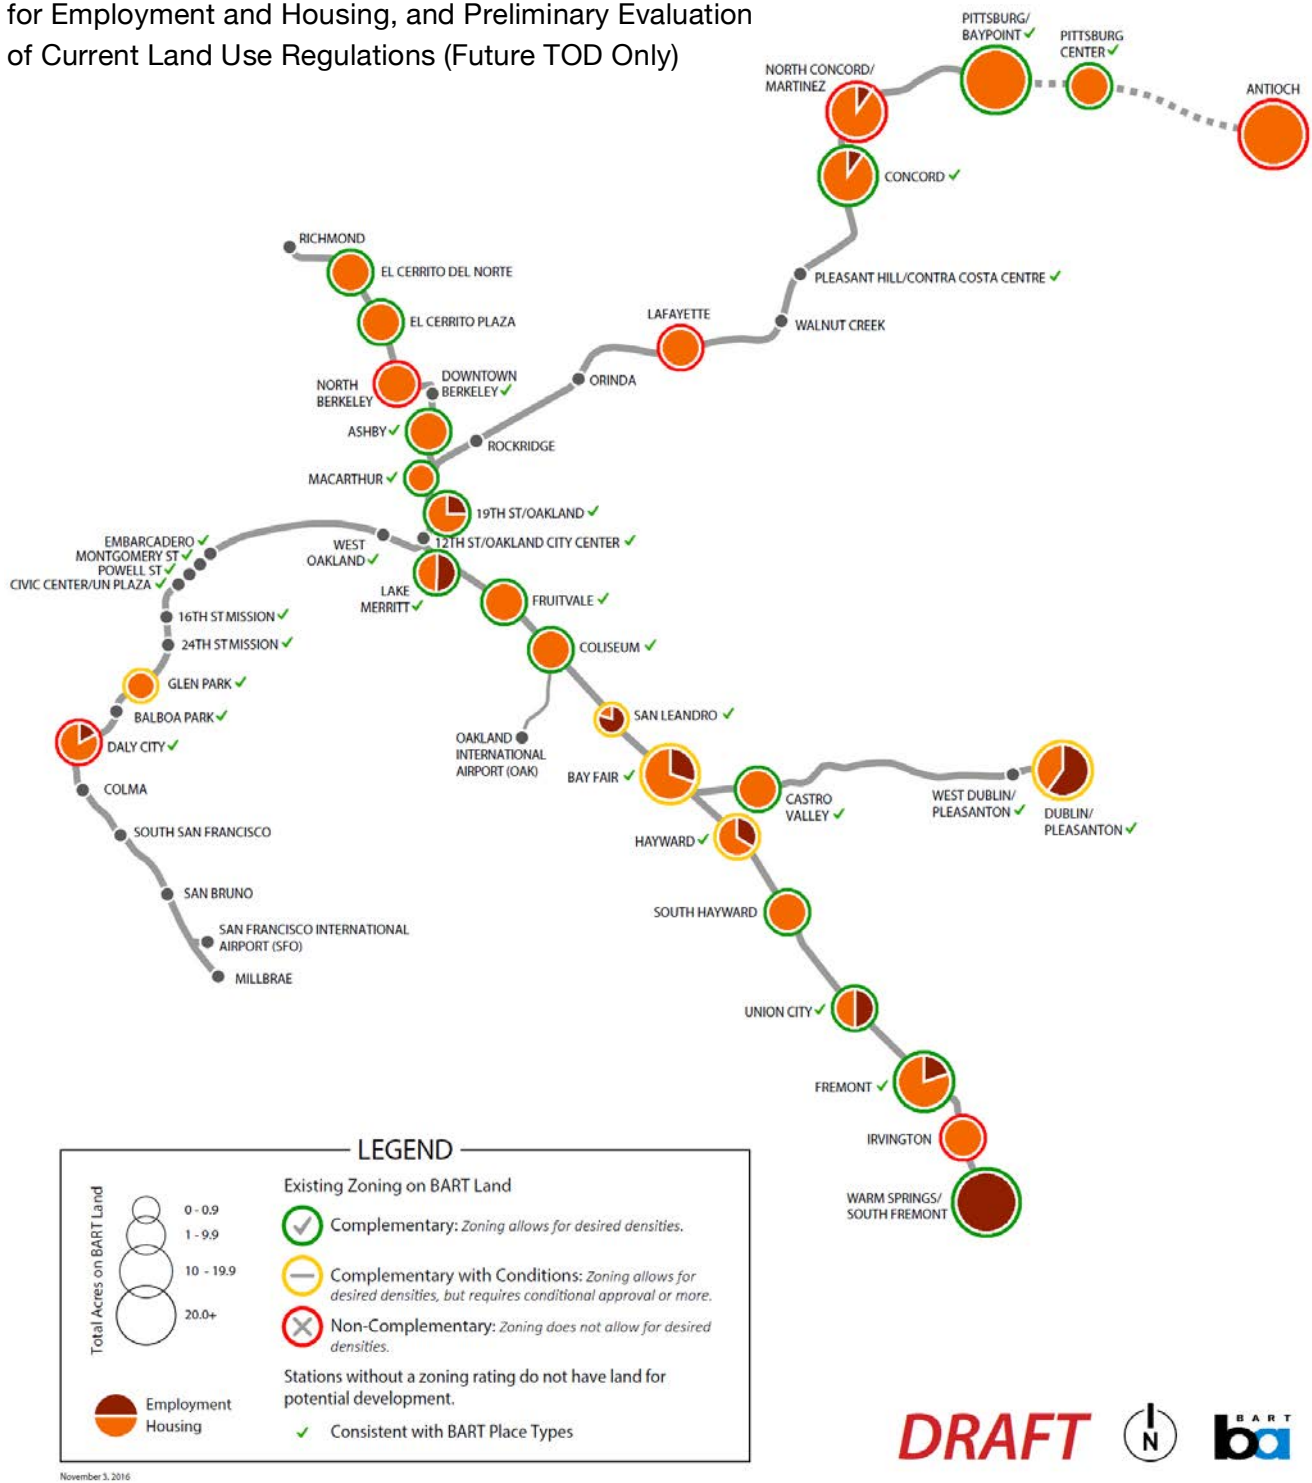 for Employment and Housing, and Preliminary Evaluation
of Current Land Use Regulations (Future TOD Only)
PITTSBURG/
BAYPOINT ✓
PITTSBURG
CENTER ✓
NORTH CONCORD/
MARTINEZ
ANTIOCH
CONCORD ✓
RICHMOND
EL CERRITO DEL NORTE
PLEASANT HILL/CONTRA COSTA CENTRE ✓
EL CERRITO PLAZA
LAFAYETTE
WALNUT CREEK
NORTH
BERKELEY
DOWNTOWN
BERKELEY ✓
ORINDA
ASHBY ✓
ROCKRIDGE
MACARTHUR ✓
19TH ST/OAKLAND ✓
12TH ST/OAKLAND CITY CENTER ✓
WEST
OAKLAND ✓
EMBARCADERO ✓
MONTGOMERY ST ✓
POWELL ST ✓
CIVIC CENTER/UN PLAZA ✓
LAKE
MERRITT ✓
FRUITVALE ✓
16TH ST MISSION ✓
24TH ST MISSION ✓
COLISEUM ✓
GLEN PARK ✓
BALBOA PARK ✓
DALY CITY ✓
SAN LEANDRO ✓
OAKLAND
INTERNATIONAL
AIRPORT (OAK)
BAY FAIR ✓
COLMA
CASTRO
VALLEY ✓
WEST DUBLIN/
PLEASANTON ✓
DUBLIN/
PLEASANTON ✓
SOUTH SAN FRANCISCO
HAYWARD ✓
SAN BRUNO
SOUTH HAYWARD
SAN FRANCISCO INTERNATIONAL
AIRPORT (SFO)
MILLBRAE
UNION CITY ✓
FREMONT ✓
IRVINGTON
WARM SPRINGS/
SOUTH FREMONT
LEGEND
Total Acres on BART Land
0 - 0.9
1 - 9.9
10 - 19.9
20.0+
Employment
Housing
Existing Zoning on BART Land
Complementary: Zoning allows for desired densities.
Complementary with Conditions: Zoning allows for
desired densities, but requires conditional approval or more.
Non-Complementary: Zoning does not allow for desired
densities.
Stations without a zoning rating do not have land for
potential development.
✓ Consistent with BART Place Types
November 3, 2016
DRAFT
N
BART
ba